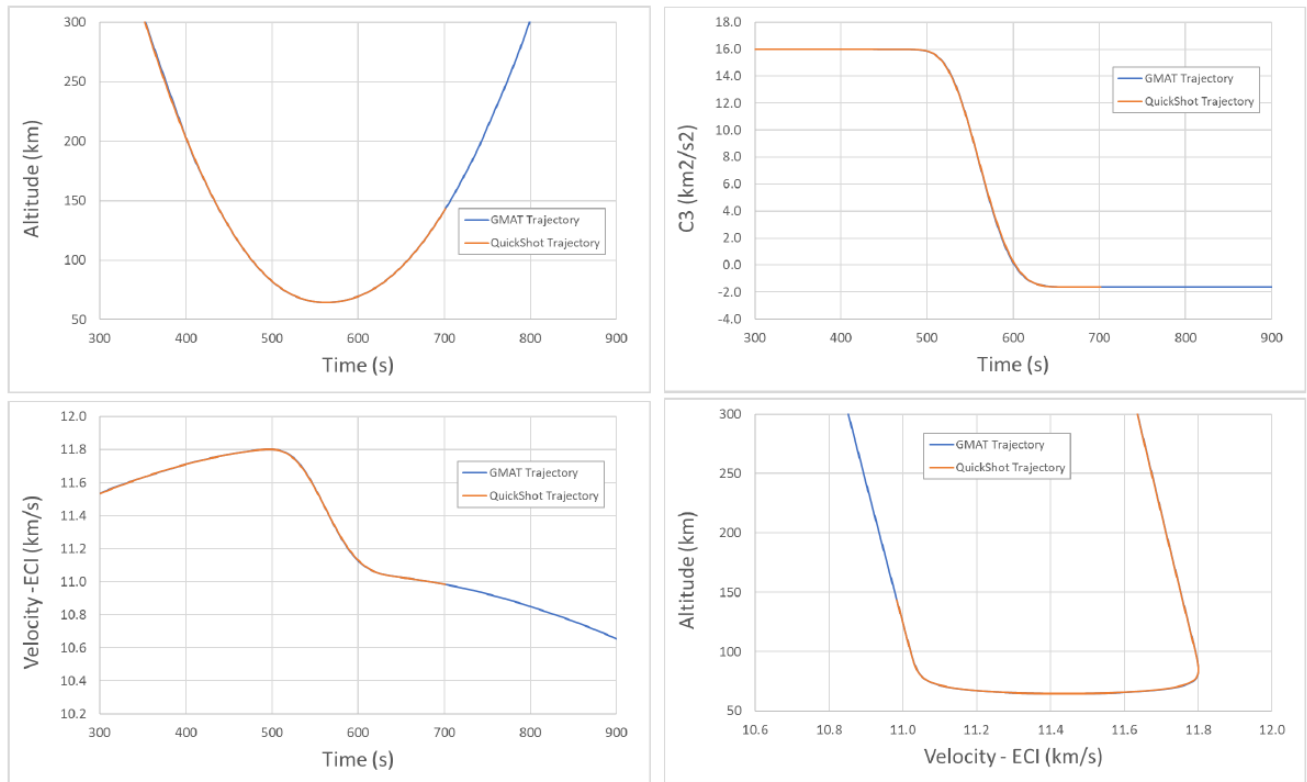 300
250
200
150
100
50
Altitude (km)
GMAT Trajectory
QuickShot Trajectory
300 400 500 600 700 800 900
Time (s)
18.0
16.0
14.0
12.0
10.0
8.0
6.0
4.0
2.0
0.0
-2.0
-4.0
C3 (km2/s2)
GMAT Trajectory
QuickShot Trajectory
300 400 500 600 700 800 900
Time (s)
12.0
11.8
11.6
11.4
11.2
11.0
10.8
10.6
10.4
10.2
Velocity -ECI (km/s)
GMAT Trajectory
QuickShot Trajectory
300 400 500 600 700 800 900
Time (s)
300
250
200
150
100
50
Altitude (km)
GMAT Trajectory
QuickShot Trajectory
10.6 10.8 11.0 11.2 11.4 11.6 11.8 12.0
Velocity - ECI (km/s)